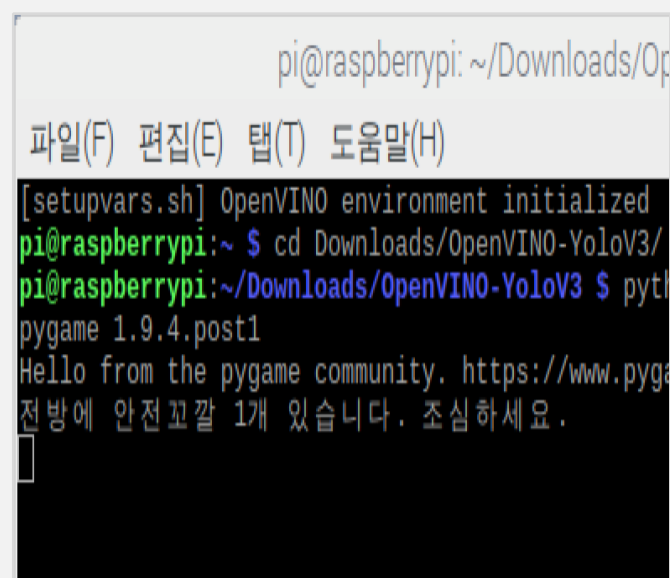 pi@raspberrypi: ~/Downloads/Op
파일(F) 편집(E) 탭(T) 도움말(H)
[setupvars.sh] OpenVINO environment initialized
pi@raspberrypi:~ $ cd Downloads/OpenVINO-YoloV3/
pi@raspberrypi:~/Downloads/OpenVINO-YoloV3 $ pyth
pygame 1.9.4.post1
Hello from the pygame community. https://www.pyga
전방에 안전꼬깔 1개 있습니다. 조심하세요.